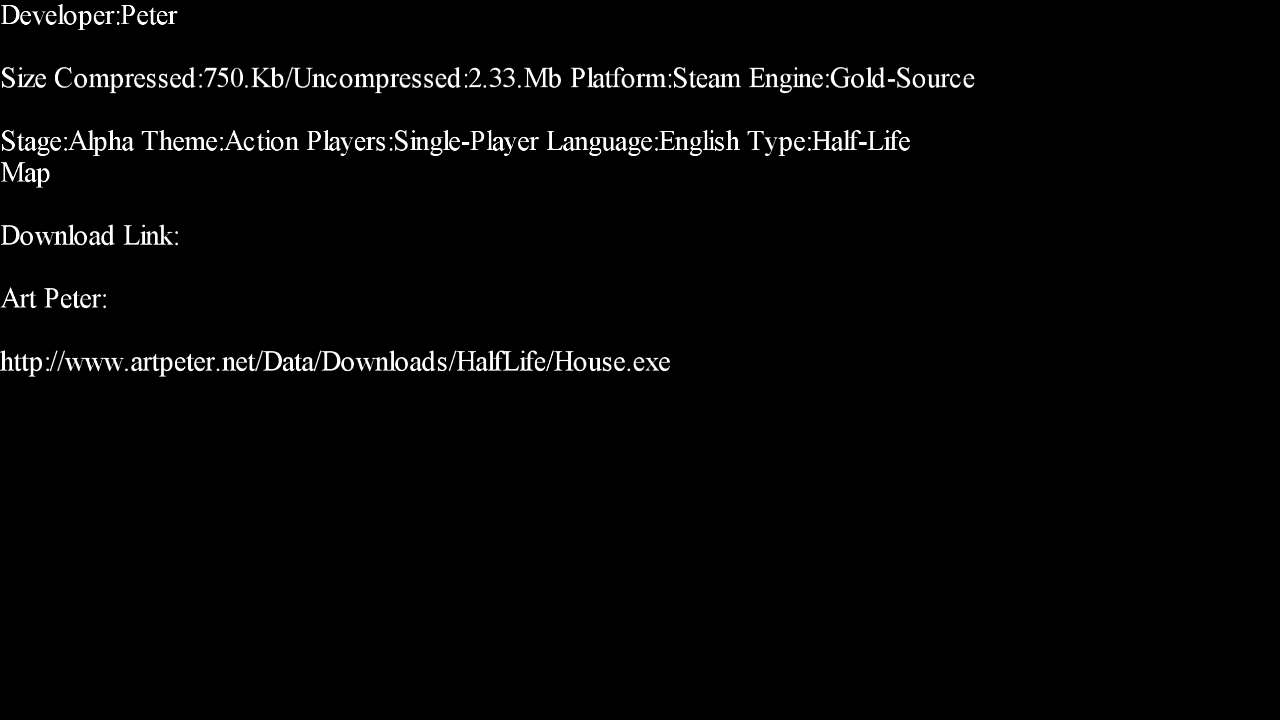 Developer:Peter
Size Compressed:750.Kb/Uncompressed:2.33.Mb Platform:Steam Engine:Gold-Source
Stage:Alpha Theme:Action Players:Single-Player Language:English Type:Half-Life
Map
Download Link:
Art Peter:
http://www.artpeter.net/Data/Downloads/HalfLife/House.exe